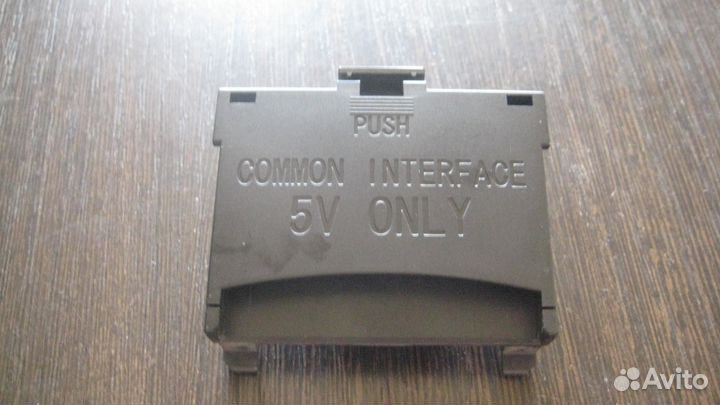 PUSH
COMMON INTERFACE
5V ONLY
Avito